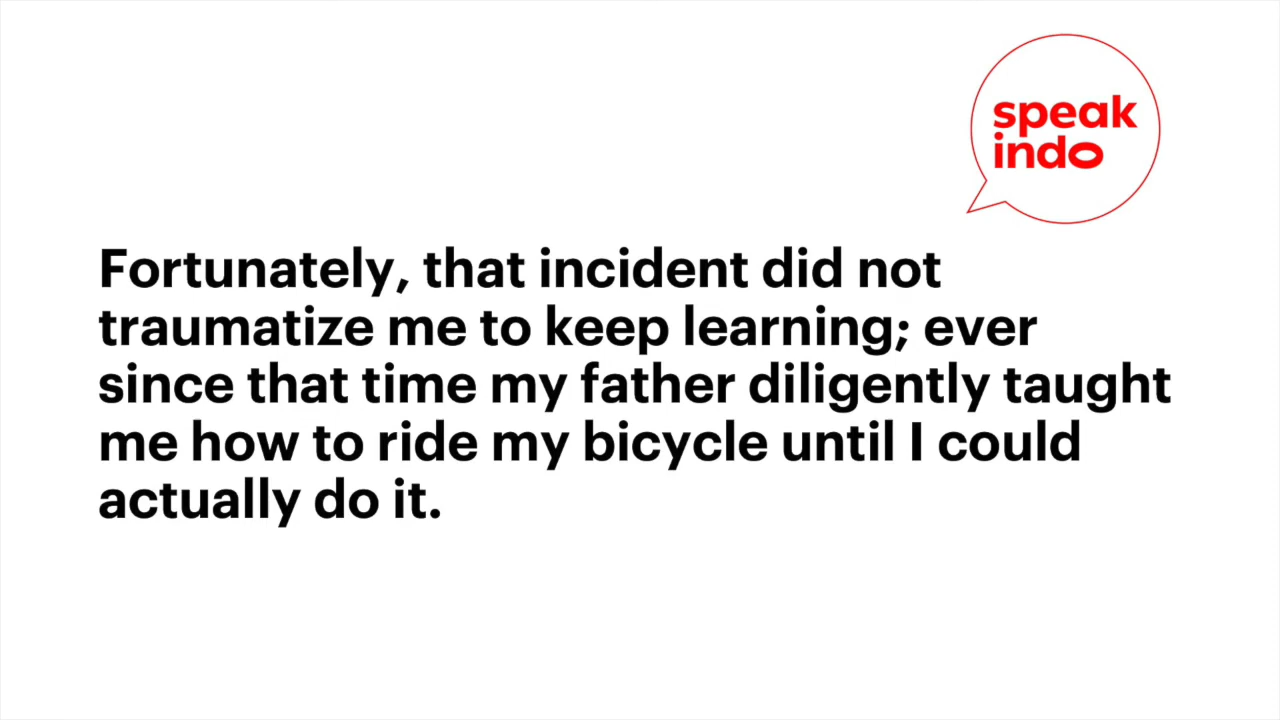 speak
indo
Fortunately, that incident did not
traumatize me to keep learning; ever
since that time my father diligently taught
me how to ride my bicycle until I could
actually do it.